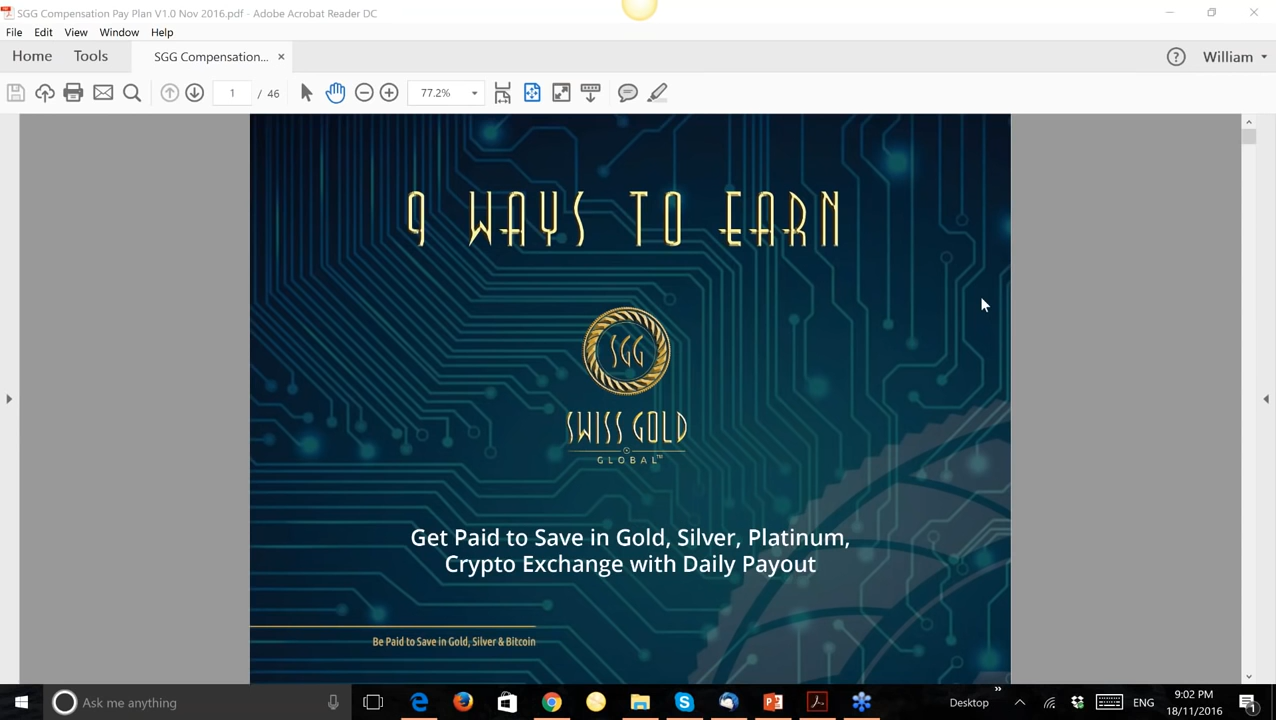 SGG Compensation Pay Plan V1.0 Nov 2016.pdf - Adobe Acrobat Reader DC
File Edit View Window Help
Home Tools SGG Compensation... × ? William
1 / 46 77.2%
9 WAYS TO EARN
SGG
SWISS GOLD
GLOBAL™
Get Paid to Save in Gold, Silver, Platinum,
Crypto Exchange with Daily Payout
Be Paid to Save in Gold, Silver & Bitcoin
Ask me anything Desktop » ENG 9:02 PM
18/11/2016 1